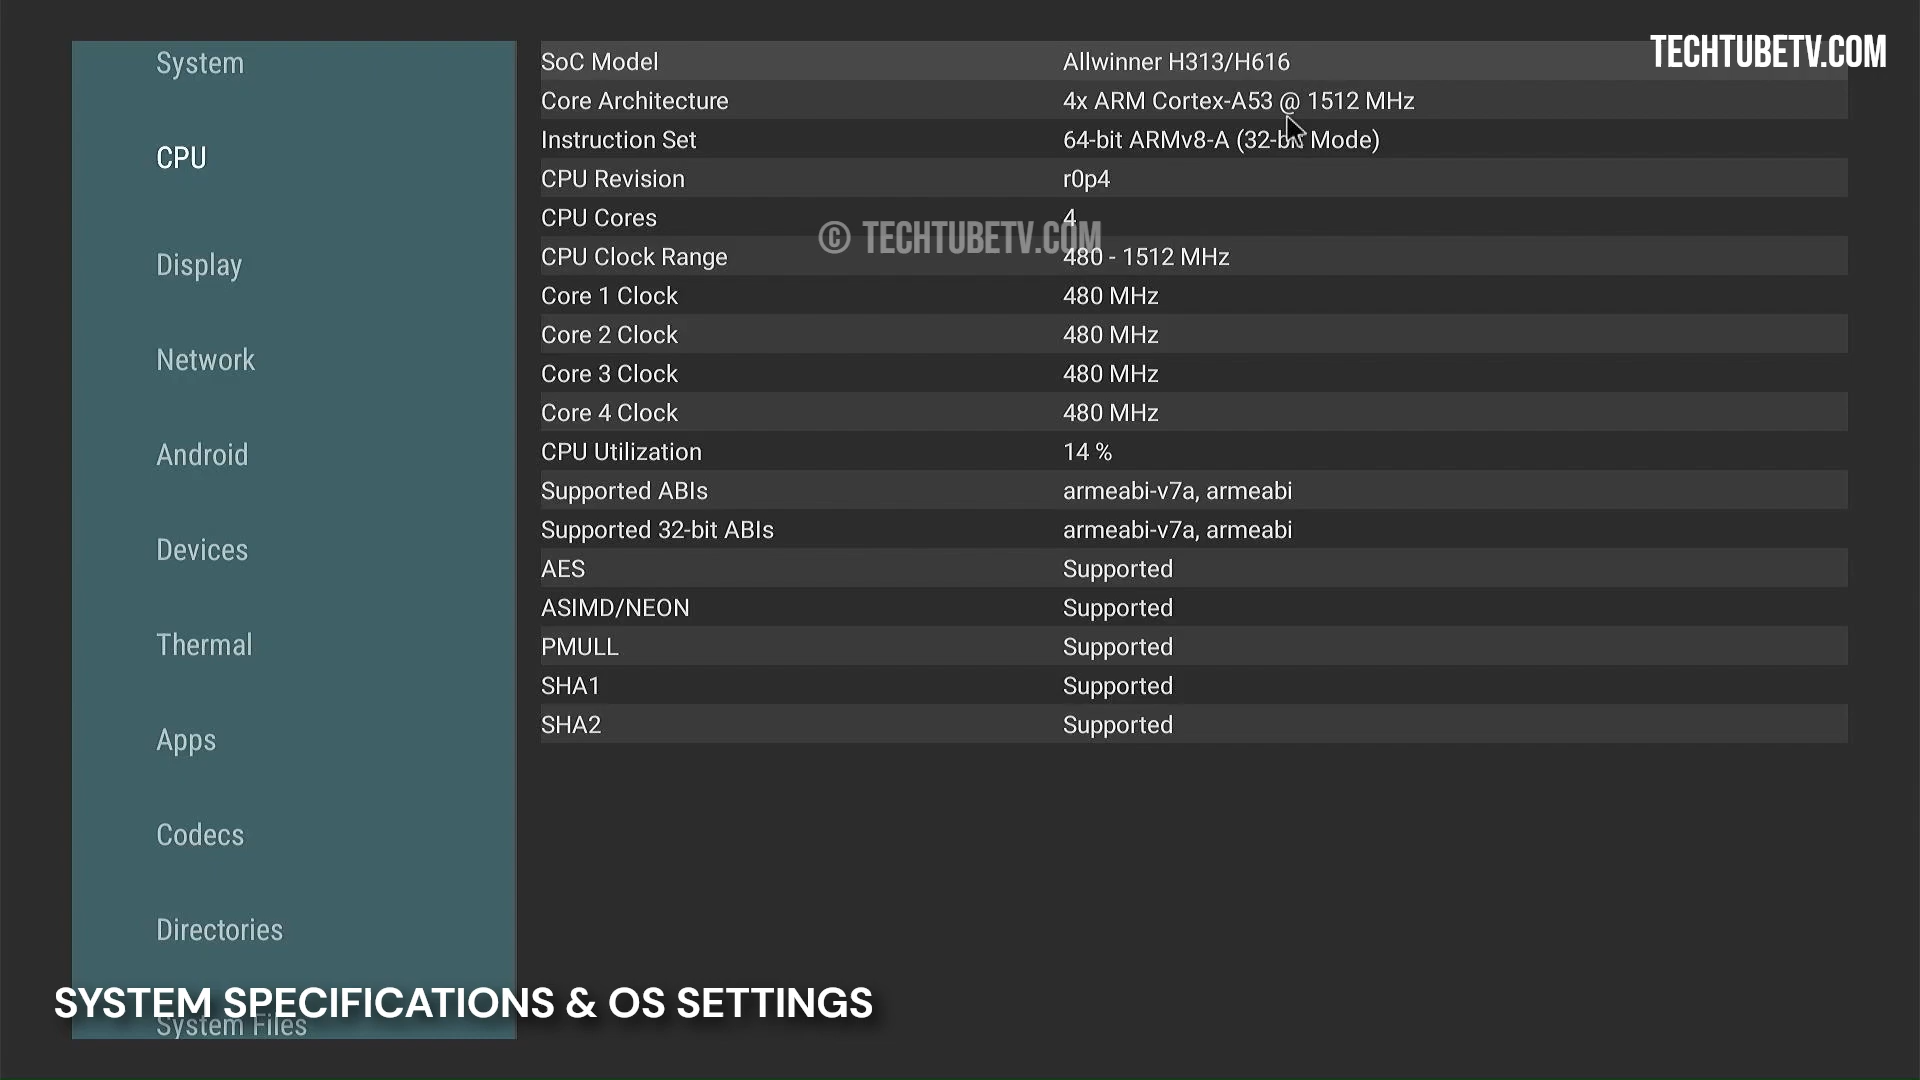 TECHTUBETV.COM
System
CPU
Display
Network
Android
Devices
Thermal
Apps
Codecs
Directories
System Files
SoC Model Allwinner H313/H616
Core Architecture 4x ARM Cortex-A53 @ 1512 MHz
Instruction Set 64-bit ARMv8-A (32-bit Mode)
CPU Revision r0p4
CPU Cores 4
© TECHTUBETV.COM
CPU Clock Range 480 - 1512 MHz
Core 1 Clock 480 MHz
Core 2 Clock 480 MHz
Core 3 Clock 480 MHz
Core 4 Clock 480 MHz
CPU Utilization 14 %
Supported ABIs armeabi-v7a, armeabi
Supported 32-bit ABIs armeabi-v7a, armeabi
AES Supported
ASIMD/NEON Supported
PMULL Supported
SHA1 Supported
SHA2 Supported
SYSTEM SPECIFICATIONS & OS SETTINGS